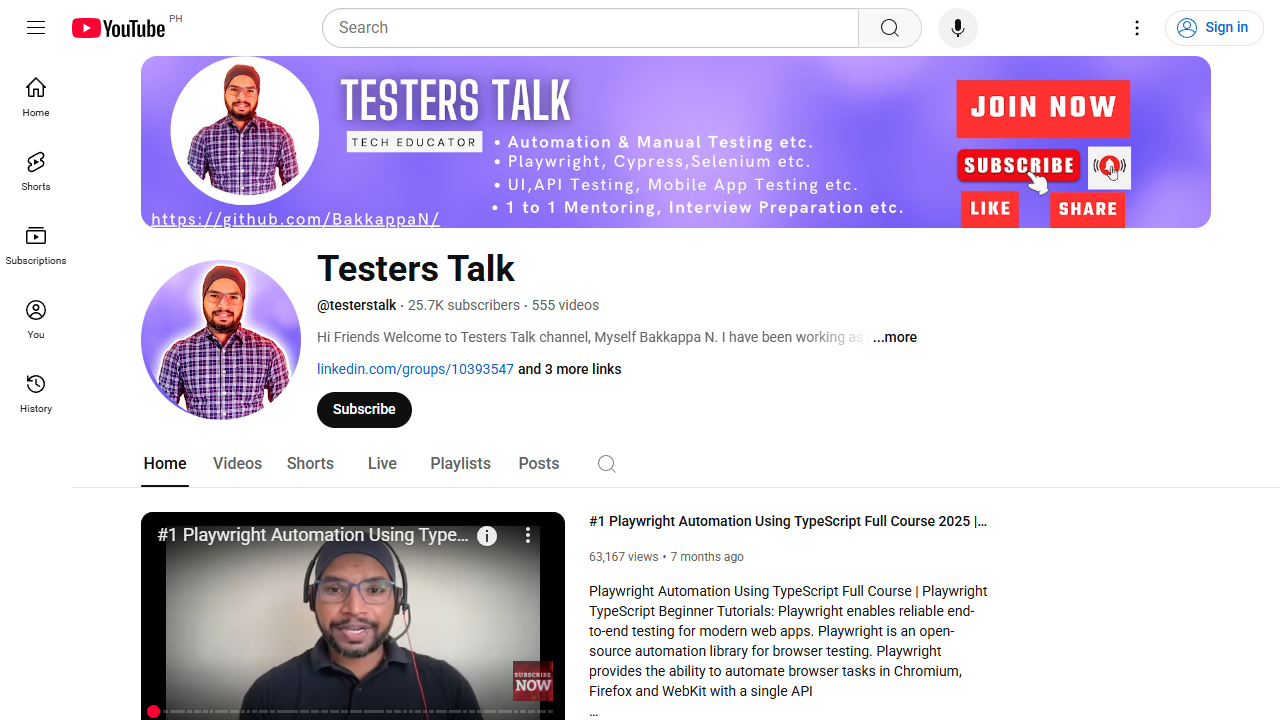 YouTube PH
Search
Sign in
Home
Shorts
Subscriptions
You
History
TESTERS TALK
TECH EDUCATOR
• Automation & Manual Testing etc.
• Playwright, Cypress,Selenium etc.
• UI,API Testing, Mobile App Testing etc.
• 1 to 1 Mentoring, Interview Preparation etc.
https://github.com/BakkappaN/
JOIN NOW
SUBSCRIBE
LIKE
SHARE
Testers Talk
@testerstalk · 25.7K subscribers · 555 videos
Hi Friends Welcome to Testers Talk channel, Myself Bakkappa N. I have been working as ...more
linkedin.com/groups/10393547 and 3 more links
Subscribe
Home Videos Shorts Live Playlists Posts
#1 Playwright Automation Using Type...
SUBSCRIBE
NOW
#1 Playwright Automation Using TypeScript Full Course 2025 |...
63,167 views • 7 months ago
Playwright Automation Using TypeScript Full Course | Playwright
TypeScript Beginner Tutorials: Playwright enables reliable end-
to-end testing for modern web apps. Playwright is an open-
source automation library for browser testing. Playwright
provides the ability to automate browser tasks in Chromium,
Firefox and WebKit with a single API
...